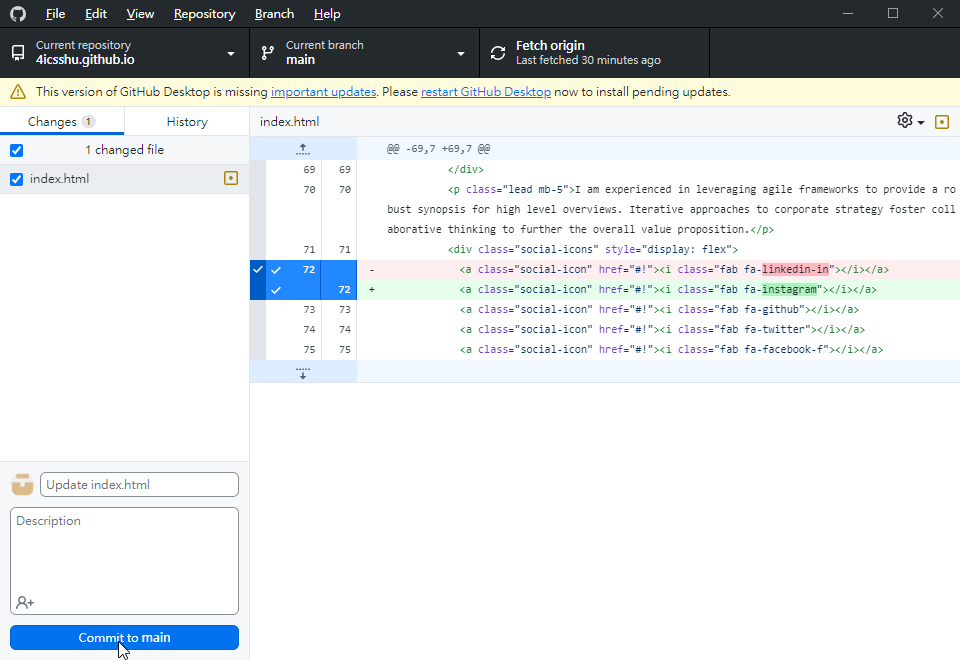 File Edit View Repository Branch Help
Current repository
4icsshu.github.io
Current branch
main
Fetch origin
Last fetched 30 minutes ago
This version of GitHub Desktop is missing important updates. Please restart GitHub Desktop now to install pending updates.
Changes 1 History
1 changed file
index.html
index.html
@@ -69,7 +69,7 @@
69 69 </div>
70 70 <p class="lead mb-5">I am experienced in leveraging agile frameworks to provide a ro
bust synopsis for high level overviews. Iterative approaches to corporate strategy foster coll
aborative thinking to further the overall value proposition.</p>
71 71 <div class="social-icons" style="display: flex">
72 - <a class="social-icon" href="#!"><i class="fab fa-linkedin-in"></i></a>
72 + <a class="social-icon" href="#!"><i class="fab fa-instagram"></i></a>
73 73 <a class="social-icon" href="#!"><i class="fab fa-github"></i></a>
74 74 <a class="social-icon" href="#!"><i class="fab fa-twitter"></i></a>
75 75 <a class="social-icon" href="#!"><i class="fab fa-facebook-f"></i></a>
Update index.html
Description
Commit to main